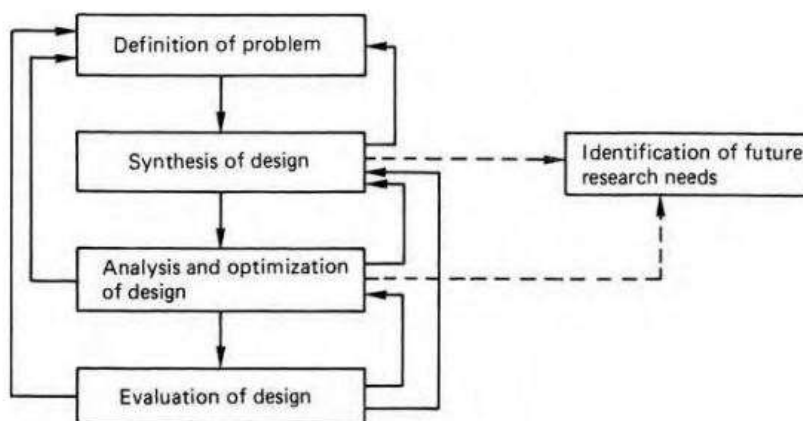 Definition of problem
Synthesis of design
Identification of future
research needs
Analysis and optimization
of design
Evaluation of design